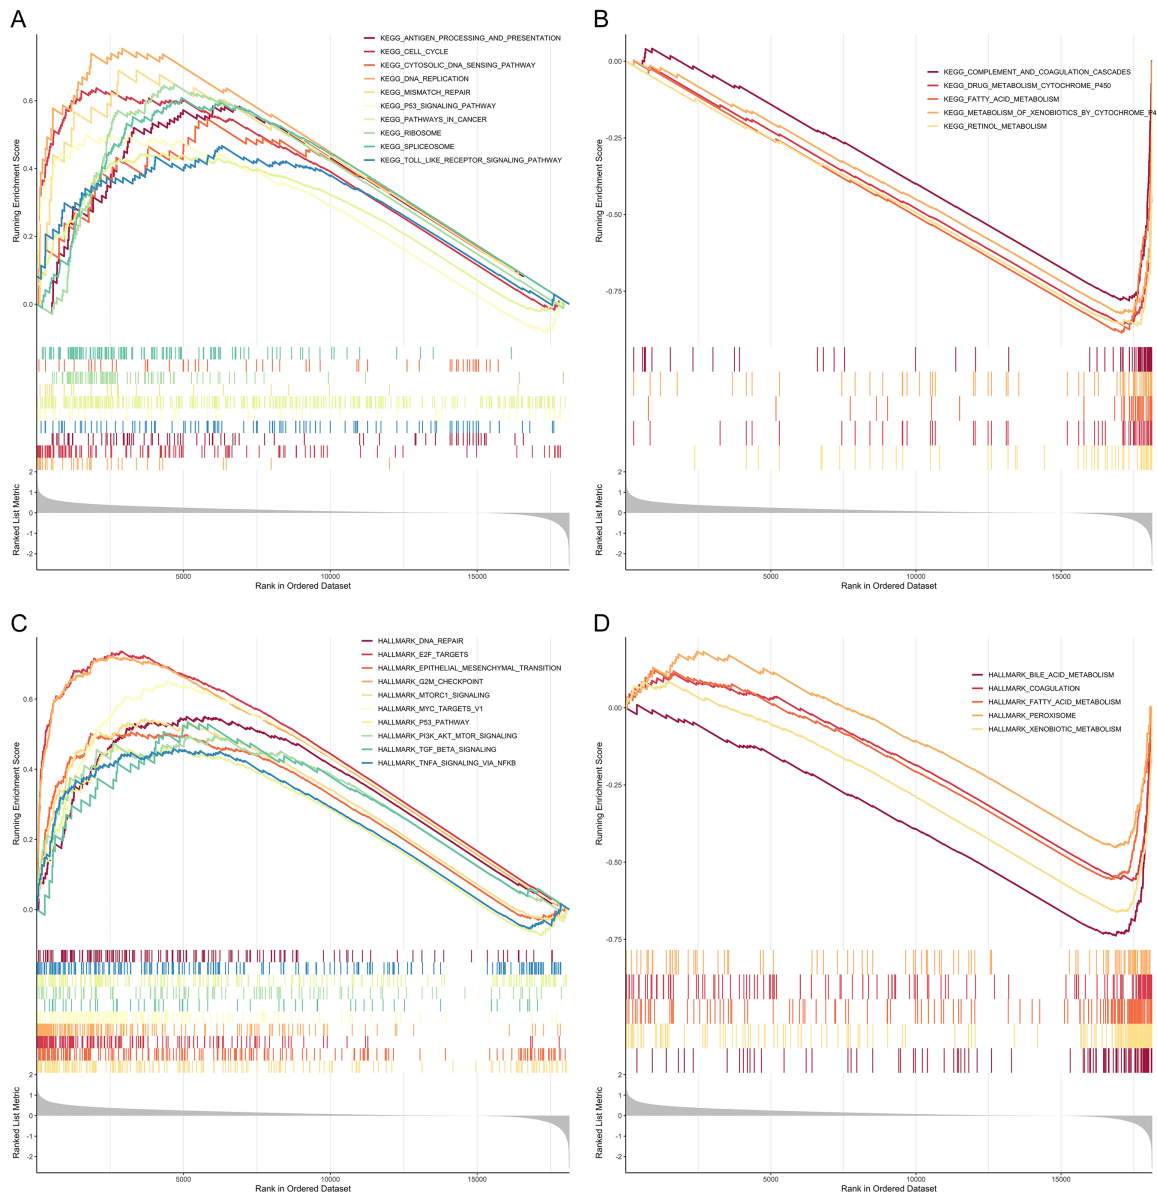 A
KEGG_ANTIGEN_PROCESSING_AND_PRESENTATION
KEGG_CELL_CYCLE
KEGG_CYTOSOLIC_DNA_SENSING_PATHWAY
KEGG_DNA_REPLICATION
KEGG_MISMATCH_REPAIR
KEGG_P53_SIGNALING_PATHWAY
KEGG_PATHWAYS_IN_CANCER
KEGG_RIBOSOME
KEGG_SPLICEOSOME
KEGG_TOLL_LIKE_RECEPTOR_SIGNALING_PATHWAY
Running Enrichment Score
0.6
0.4
0.2
0.0
Ranked List Metric
2
1
0
-1
-2
5000
10000
15000
Rank in Ordered Dataset
B
KEGG_COMPLEMENT_AND_COAGULATION_CASCADES
KEGG_DRUG_METABOLISM_CYTOCHROME_P450
KEGG_FATTY_ACID_METABOLISM
KEGG_METABOLISM_OF_XENOBIOTICS_BY_CYTOCHROME_P4
KEGG_RETINOL_METABOLISM
Running Enrichment Score
0.00
-0.25
-0.50
-0.75
Ranked List Metric
2
1
0
-1
-2
5000
10000
15000
Rank in Ordered Dataset
C
HALLMARK_DNA_REPAIR
HALLMARK_E2F_TARGETS
HALLMARK_EPITHELIAL_MESENCHYMAL_TRANSITION
HALLMARK_G2M_CHECKPOINT
HALLMARK_MTORC1_SIGNALING
HALLMARK_MYC_TARGETS_V1
HALLMARK_P53_PATHWAY
HALLMARK_PI3K_AKT_MTOR_SIGNALING
HALLMARK_TGF_BETA_SIGNALING
HALLMARK_TNFA_SIGNALING_VIA_NFKB
Running Enrichment Score
0.6
0.4
0.2
0.0
Ranked List Metric
2
1
0
-1
-2
5000
10000
15000
Rank in Ordered Dataset
D
HALLMARK_BILE_ACID_METABOLISM
HALLMARK_COAGULATION
HALLMARK_FATTY_ACID_METABOLISM
HALLMARK_PEROXISOME
HALLMARK_XENOBIOTIC_METABOLISM
Running Enrichment Score
0.00
-0.25
-0.50
-0.75
Ranked List Metric
2
1
0
-1
-2
5000
10000
15000
Rank in Ordered Dataset